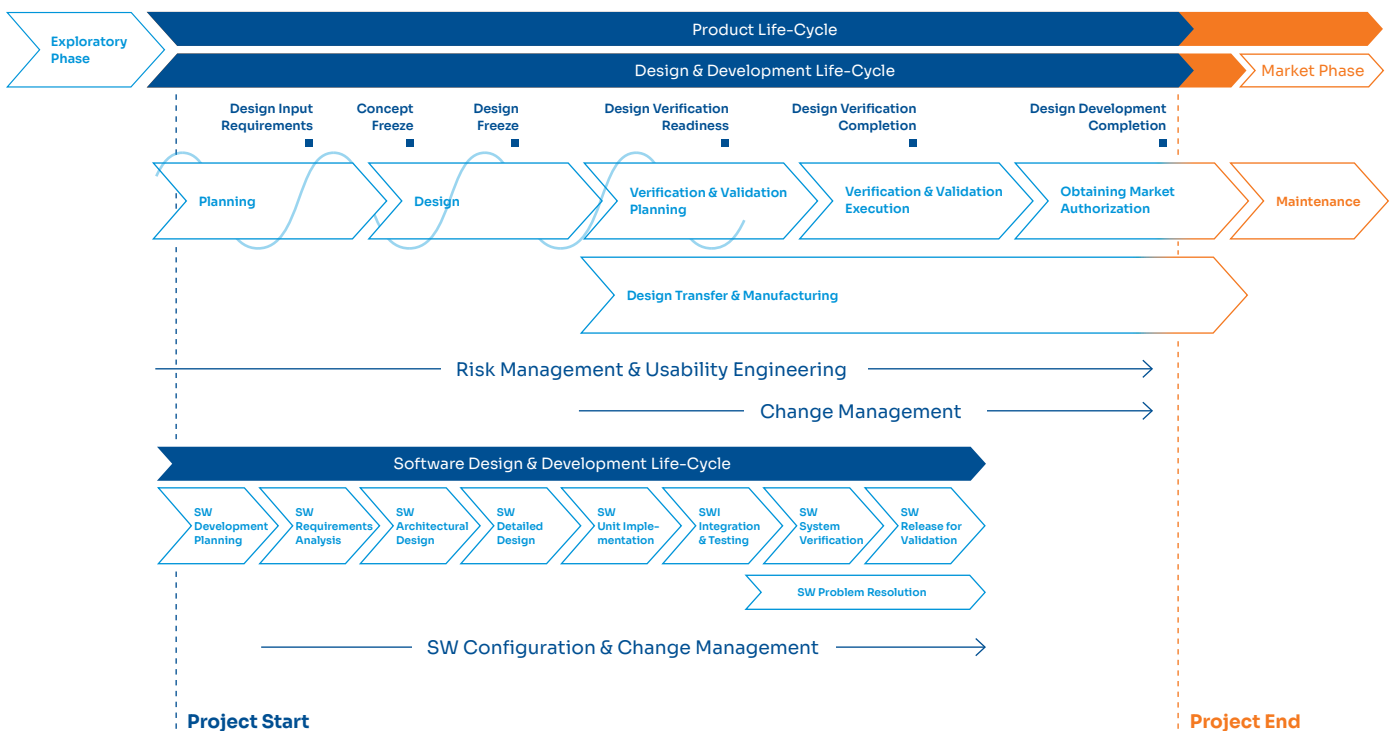 Product Life-Cycle
Exploratory
Phase
Design & Development Life-Cycle
Market Phase
Design Input
Requirements
Concept
Freeze
Design
Freeze
Design Verification
Readiness
Design Verification
Completion
Design Development
Completion
Planning
Design
Verification & Validation
Planning
Verification & Validation
Execution
Obtaining Market
Authorization
Maintenance
Design Transfer & Manufacturing
Risk Management & Usability Engineering
Change Management
Software Design & Development Life-Cycle
SW
Development
Planning
SW
Requirements
Analysis
SW
Architectural
Design
SW
Detailed
Design
SW
Unit Imple-
mentation
SWI
Integration
& Testing
SW
System
Verification
SW
Release for
Validation
SW Problem Resolution
SW Configuration & Change Management
Project Start
Project End